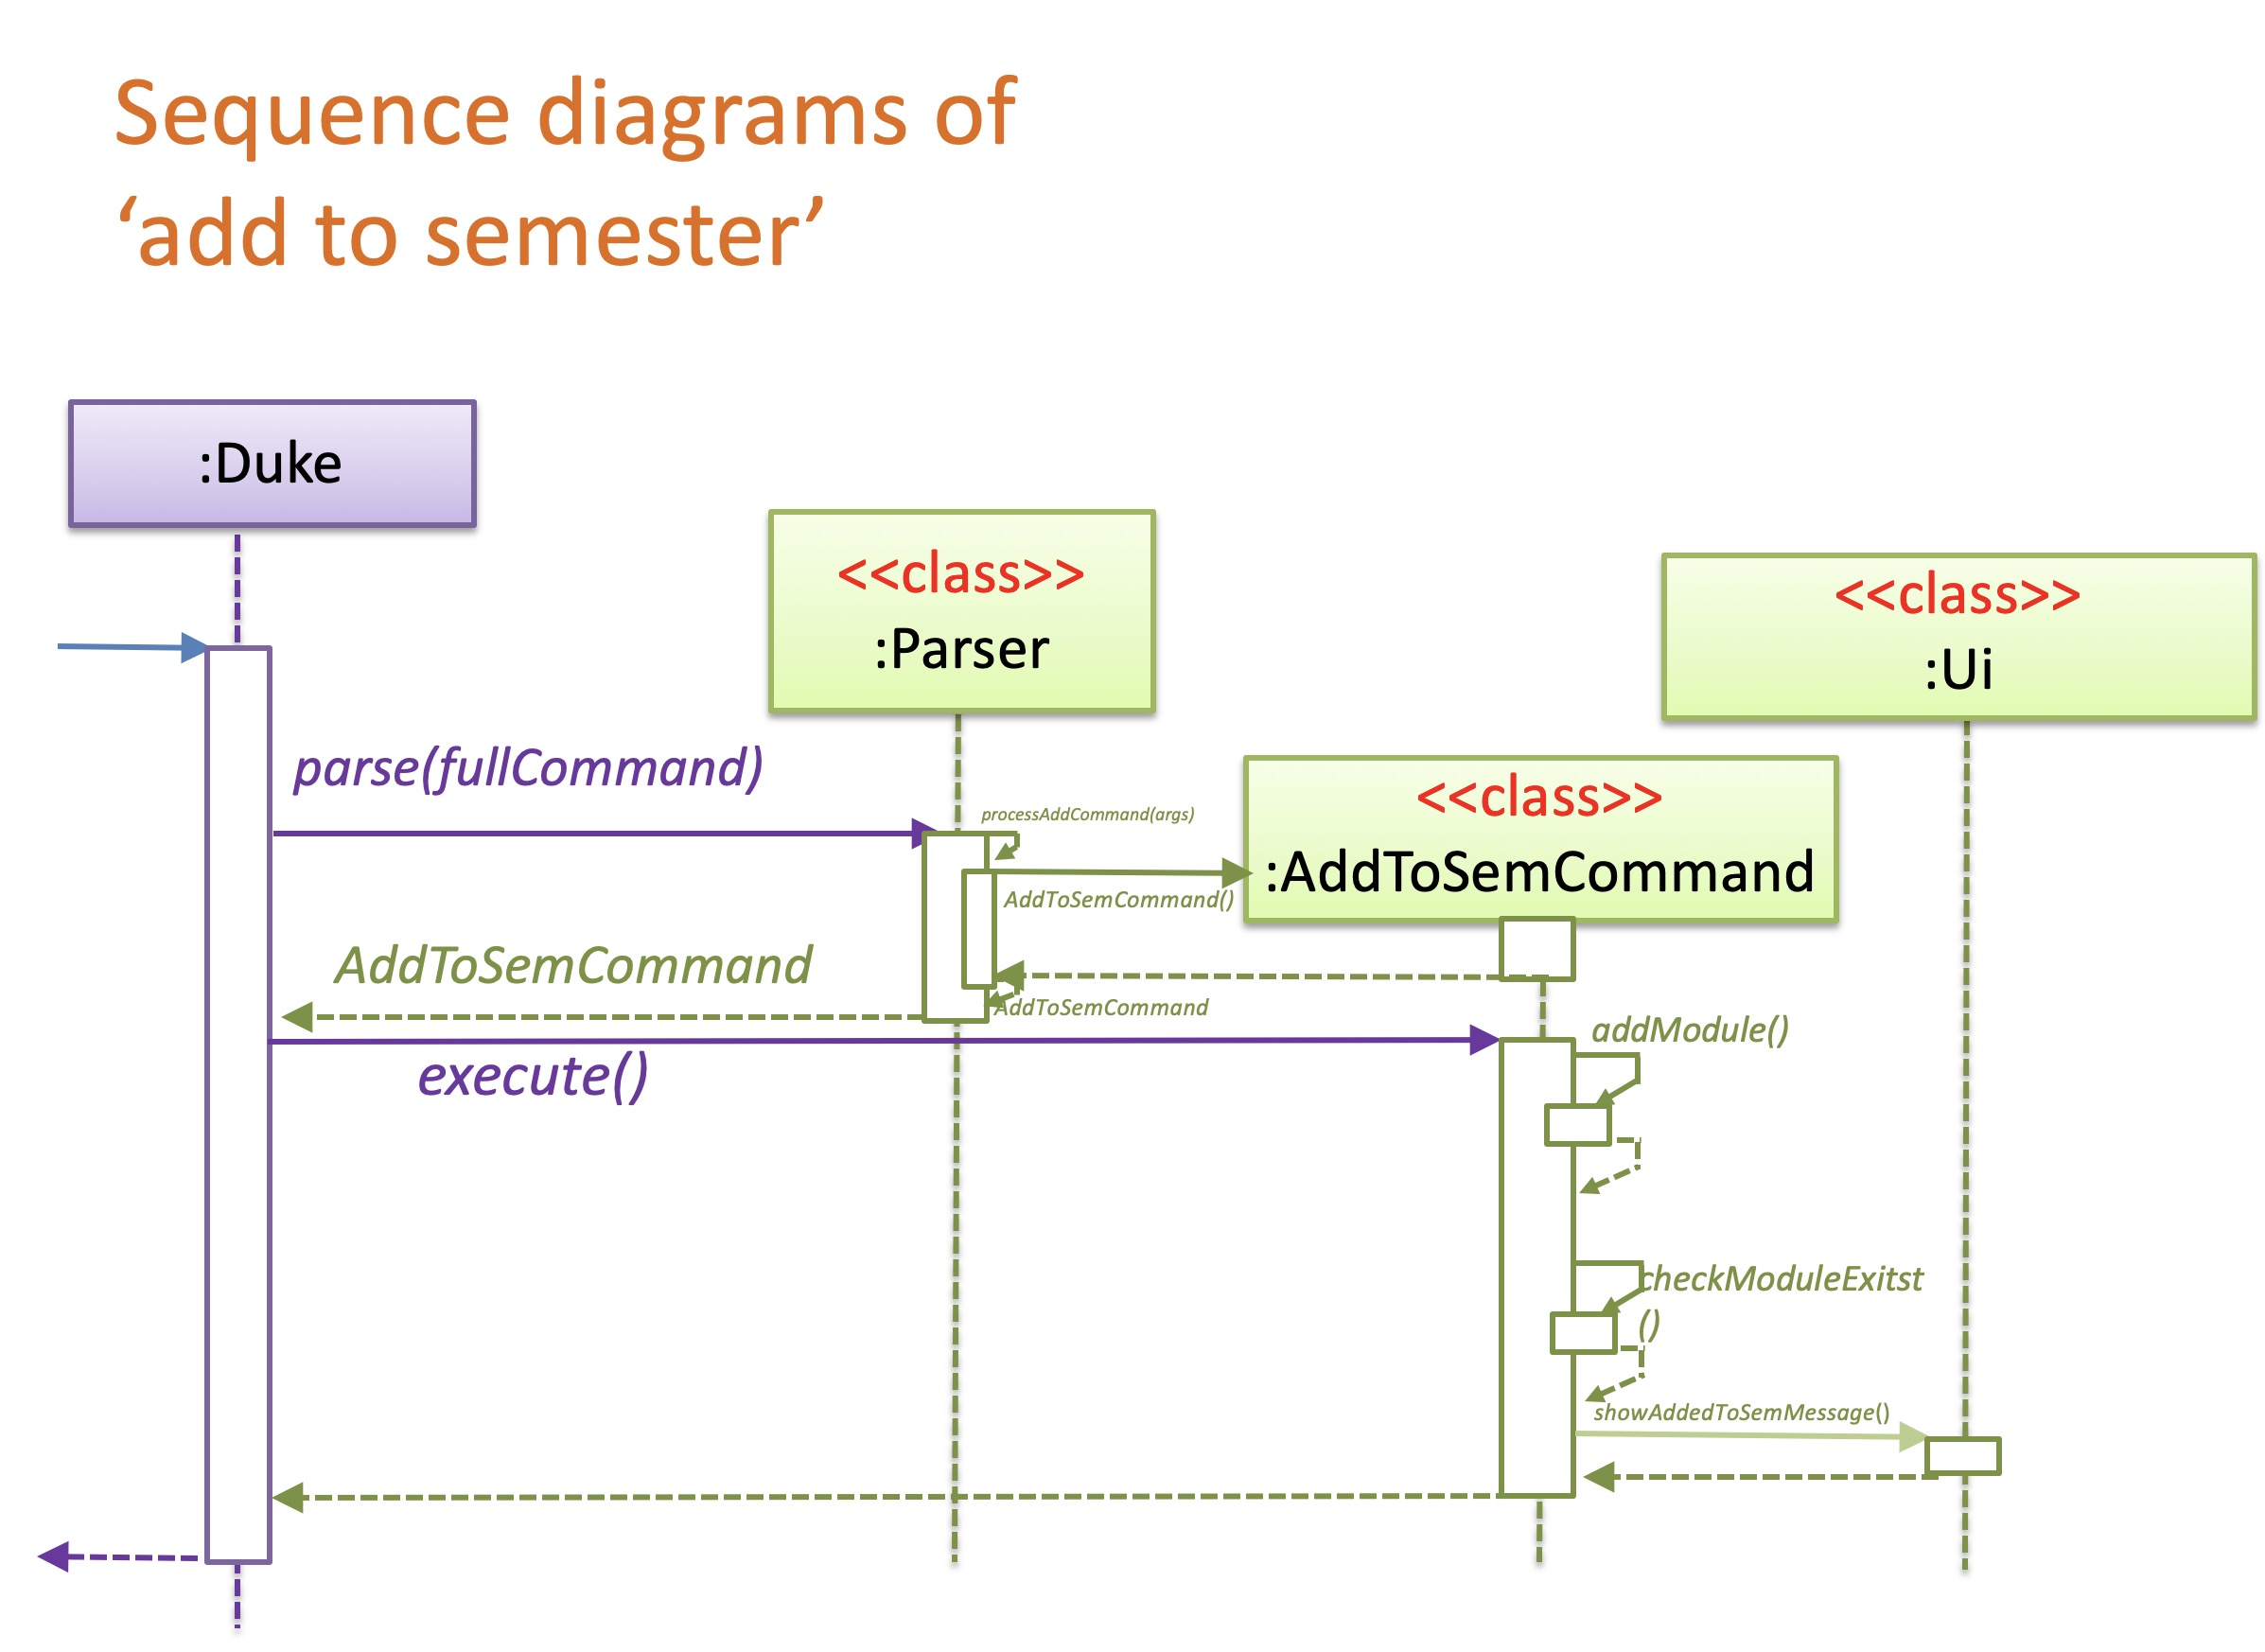 Sequence diagrams of
‘add to semester’
:Duke
<<class>>
:Parser
<<class>>
:Ui
parse(fullCommand)
<<class>>
:AddToSemCommand
processAddCommand(args)
AddToSemCommand()
AddToSemCommand
AddToSemCommand
addModule()
execute()
checkModuleExitst
()
showAddedToSemMessage()